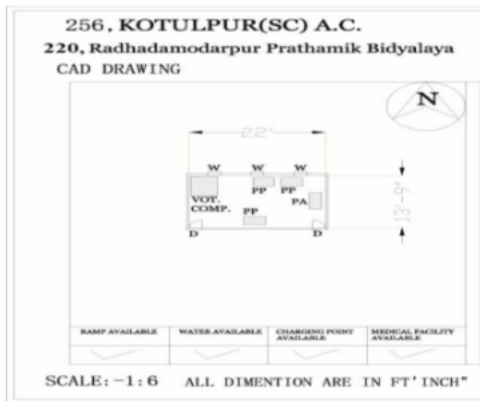 256, KOTULPUR(SC) A.C.
220, Radhadamodarpur Prathamik Bidyalaya
CAD DRAWING
N
22'
W W W
VOT. COMP.
PP PP
PA
PP
13'-9"
D D
RAMP AVAILABLE
WATER AVAILABLE
CHARGING POINT AVAILABLE
MEDICAL FACILITY AVAILABLE
SCALE:-1:6 ALL DIMENTION ARE IN FT'INCH"